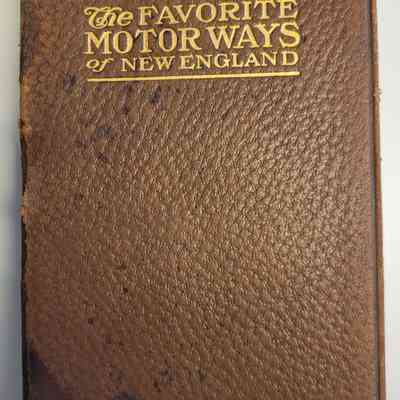 The FAVORITE
MOTOR WAYS
of NEW ENGLAND